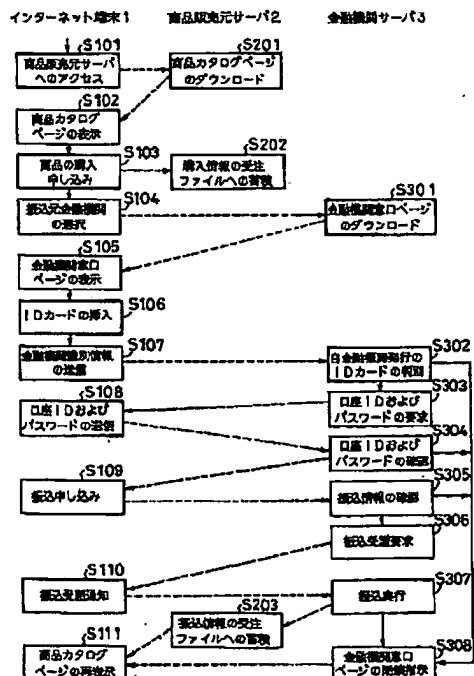 インターネット端末1
商品販売元サーバ2
金融機関サーバ3
S101
商品販売元サーバ
へのアクセス
S201
商品カタログページ
のダウンロード
S102
商品カタログ
ページの表示
S103
商品の購入
申し込み
S202
購入情報の受注
ファイルへの蓄積
S104
振込元金融機関
の選択
S301
金融機関窓口ページ
のダウンロード
S105
金融機関窓口
ページの表示
S106
IDカードの挿入
S107
金融機関識別情報
の送信
S302
自金融機関発行の
IDカードの判別
S303
口座IDおよび
パスワードの要求
S108
口座IDおよび
パスワードの送信
S304
口座IDおよび
パスワードの確認
S109
振込申し込み
S305
振込情報の確認
S306
振込受諾要求
S110
振込受諾通知
S307
振込実行
S203
振込情報の受注
ファイルへの蓄積
S111
商品カタログ
ページの再表示
S308
金融機関窓口
ページの閉鎖指示